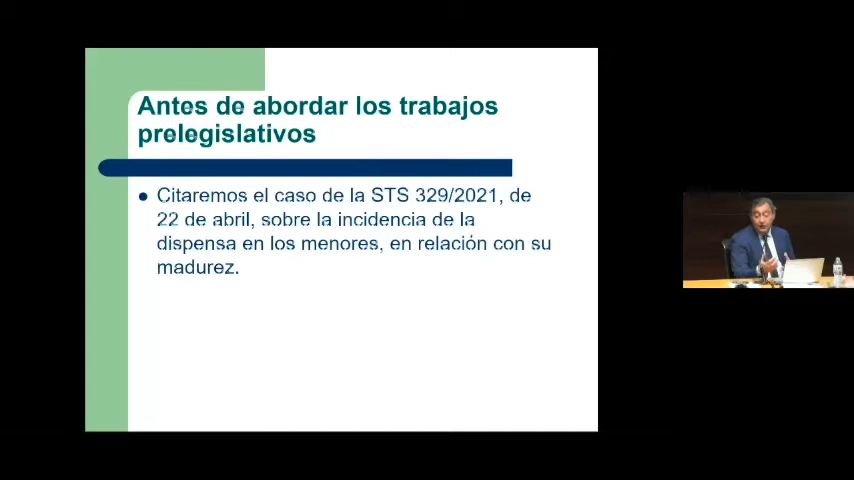 Antes de abordar los trabajos
prelegislativos
Citaremos el caso de la STS 329/2021, de
22 de abril, sobre la incidencia de la
dispensa en los menores, en relación con su
madurez.